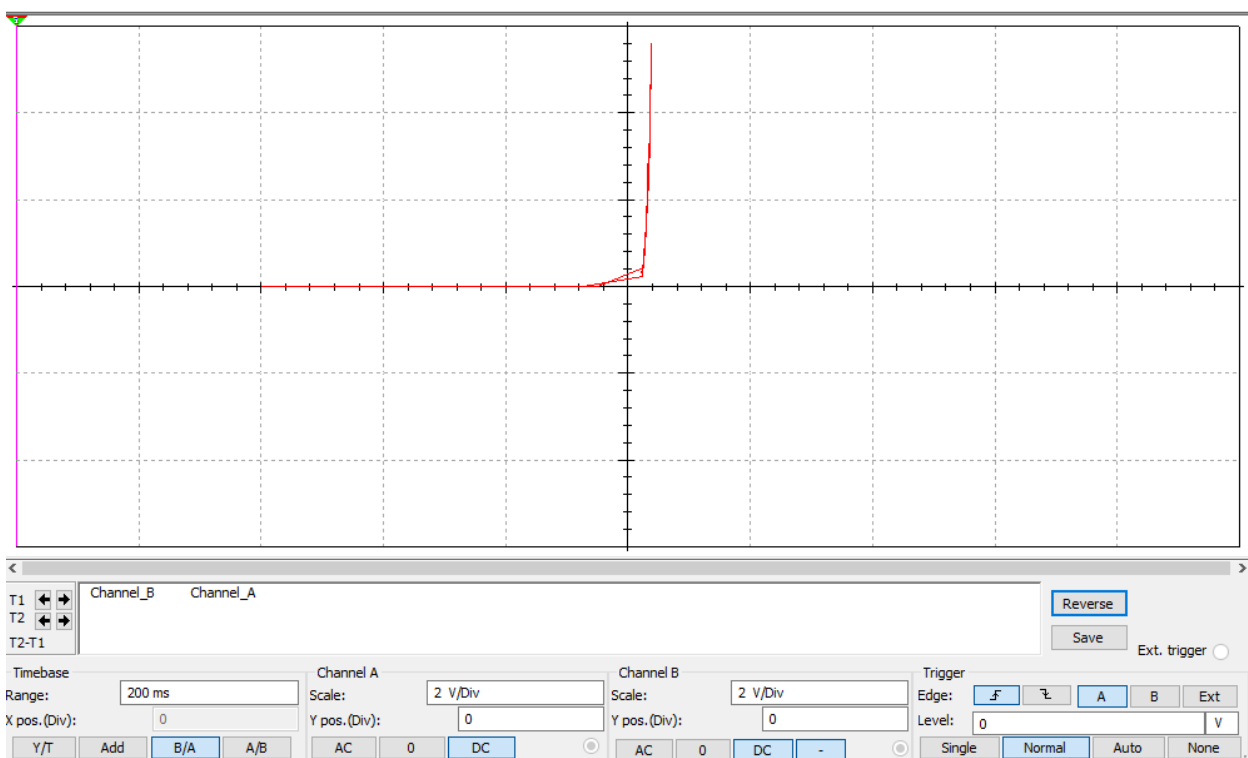 T1 Channel_B Channel_A Reverse
T2
T2-T1 Save Ext. trigger
Timebase Channel A Channel B Trigger
Range: 200 ms Scale: 2 V/Div Scale: 2 V/Div Edge: A B Ext
X pos.(Div): 0 Y pos.(Div): 0 Y pos.(Div): 0 Level: 0 V
Y/T Add B/A A/B AC 0 DC AC 0 DC - Single Normal Auto None